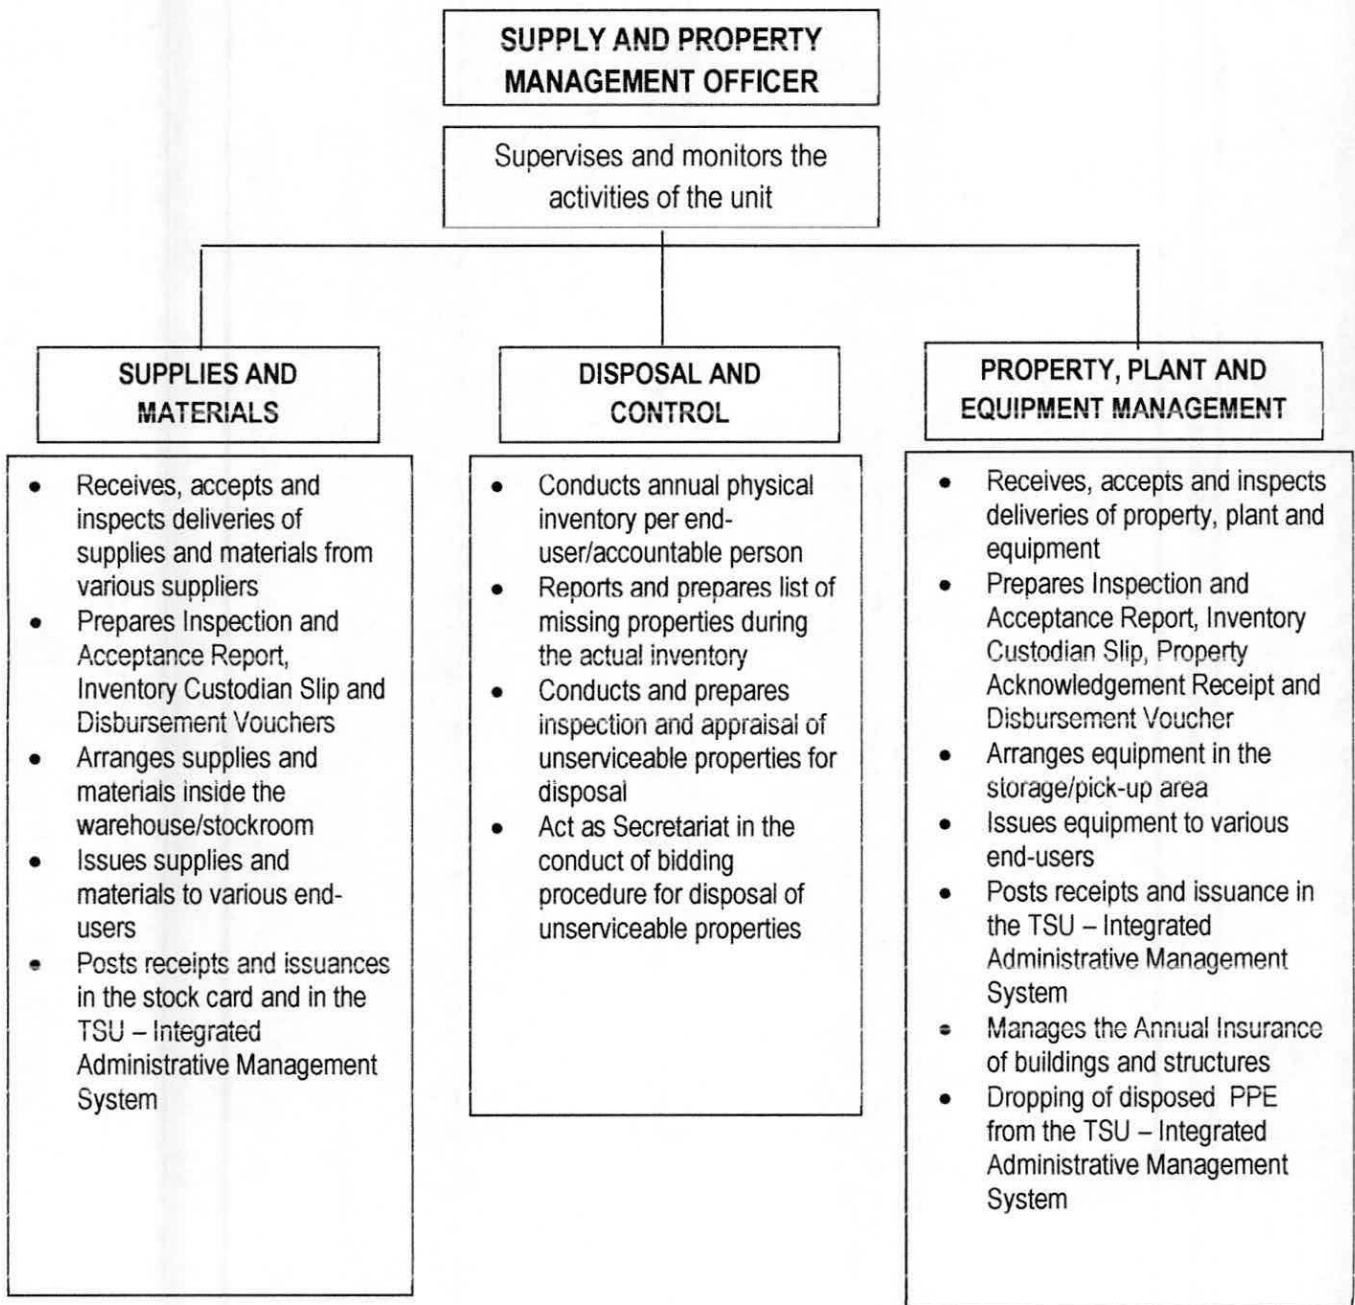 SUPPLY AND PROPERTY
MANAGEMENT OFFICER
Supervises and monitors the
activities of the unit
SUPPLIES AND
MATERIALS
• Receives, accepts and
inspects deliveries of
supplies and materials from
various suppliers
• Prepares Inspection and
Acceptance Report,
Inventory Custodian Slip and
Disbursement Vouchers
• Arranges supplies and
materials inside the
warehouse/stockroom
• Issues supplies and
materials to various end-
users
• Posts receipts and issuances
in the stock card and in the
TSU – Integrated
Administrative Management
System
DISPOSAL AND
CONTROL
• Conducts annual physical
inventory per end-
user/accountable person
• Reports and prepares list of
missing properties during
the actual inventory
• Conducts and prepares
inspection and appraisal of
unserviceable properties for
disposal
• Act as Secretariat in the
conduct of bidding
procedure for disposal of
unserviceable properties
PROPERTY, PLANT AND
EQUIPMENT MANAGEMENT
• Receives, accepts and inspects
deliveries of property, plant and
equipment
• Prepares Inspection and
Acceptance Report, Inventory
Custodian Slip, Property
Acknowledgement Receipt and
Disbursement Voucher
• Arranges equipment in the
storage/pick-up area
• Issues equipment to various
end-users
• Posts receipts and issuance in
the TSU – Integrated
Administrative Management
System
• Manages the Annual Insurance
of buildings and structures
• Dropping of disposed PPE
from the TSU – Integrated
Administrative Management
System